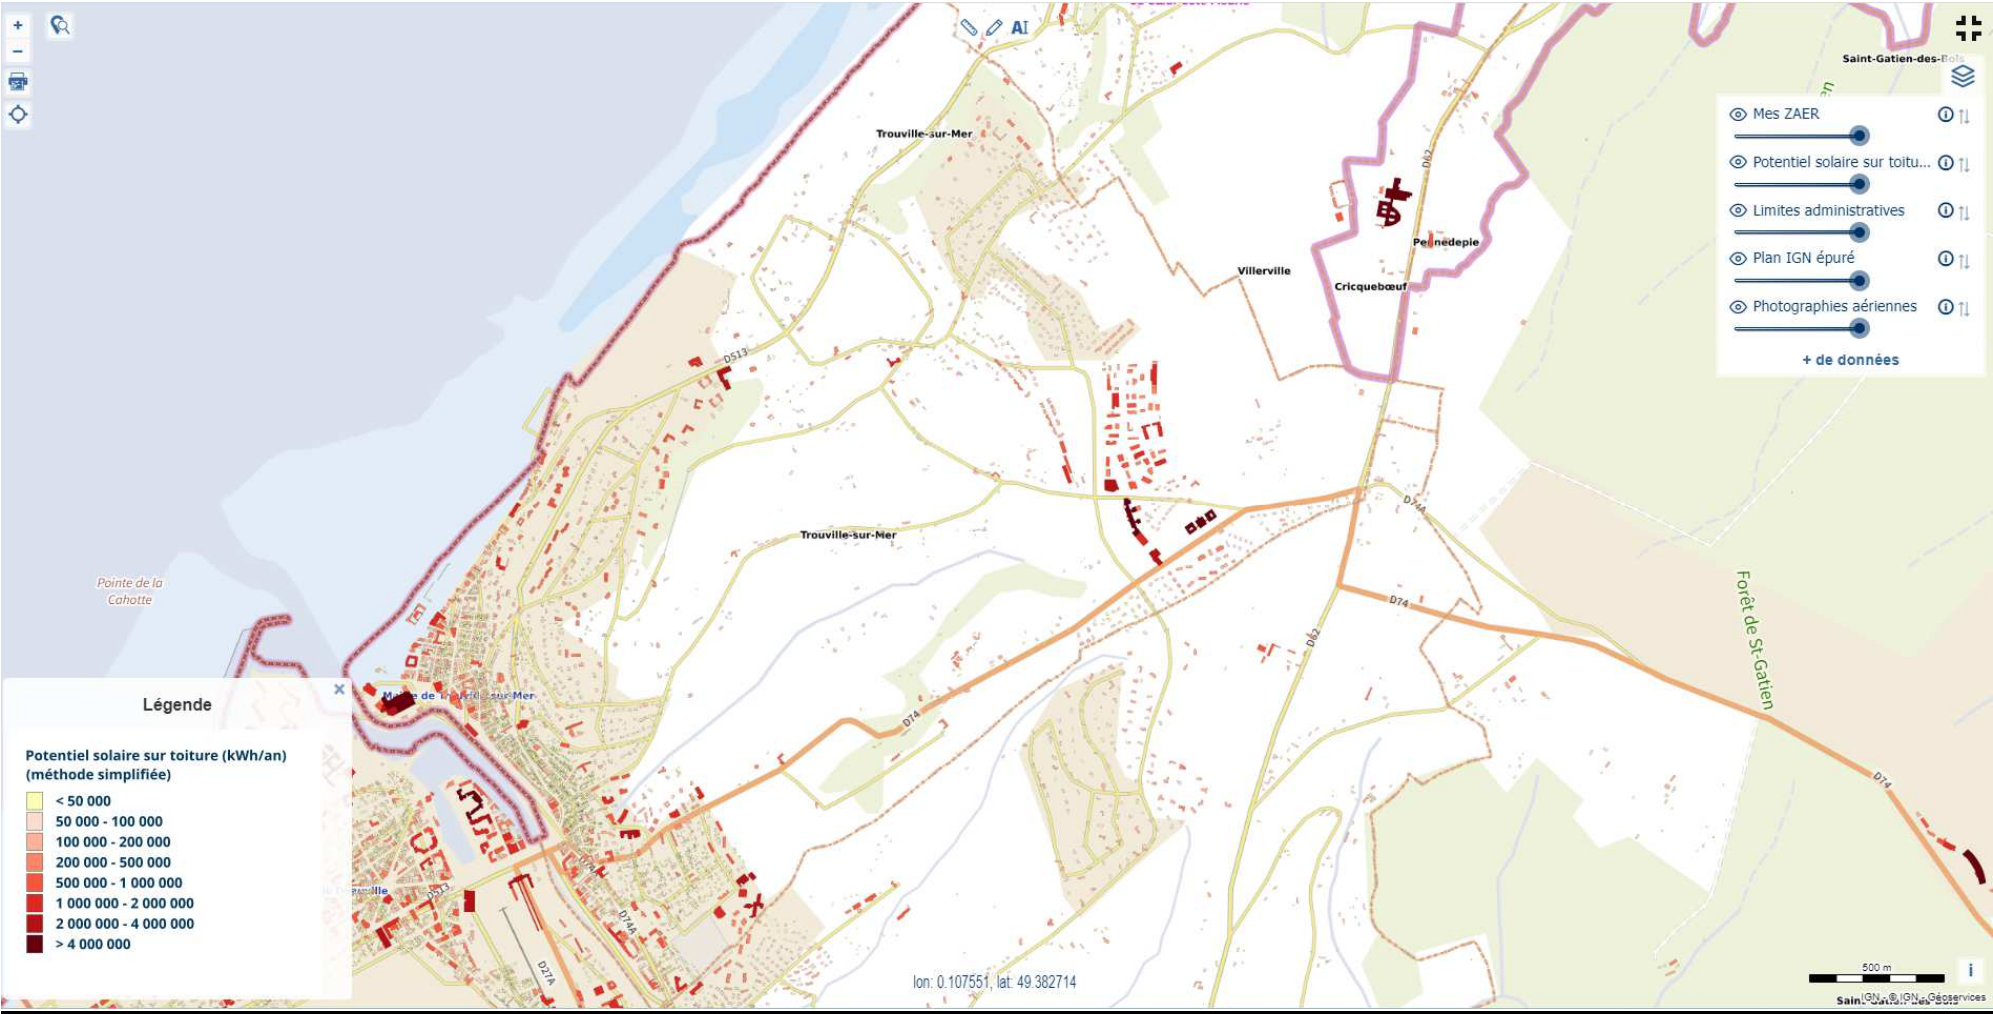 +
−
AI
Saint-Gatien-des-Bois
Trouville-sur-Mer
D62
Pennedepie
Villerville
Cricquebœuf
D513
D74A
Trouville-sur-Mer
Pointe de la
Cahotte
D74
Forêt de St-Gatien
D62
D74
D74
D513
D74A
D27A
Mes ZAER
Potentiel solaire sur toitu...
Limites administratives
Plan IGN épuré
Photographies aériennes
+ de données
Légende
Potentiel solaire sur toiture (kWh/an)
(méthode simplifiée)
< 50 000
50 000 - 100 000
100 000 - 200 000
200 000 - 500 000
500 000 - 1 000 000
1 000 000 - 2 000 000
2 000 000 - 4 000 000
> 4 000 000
lon: 0.107551, lat: 49.382714
500 m
i
IGN - © IGN - Géoservices